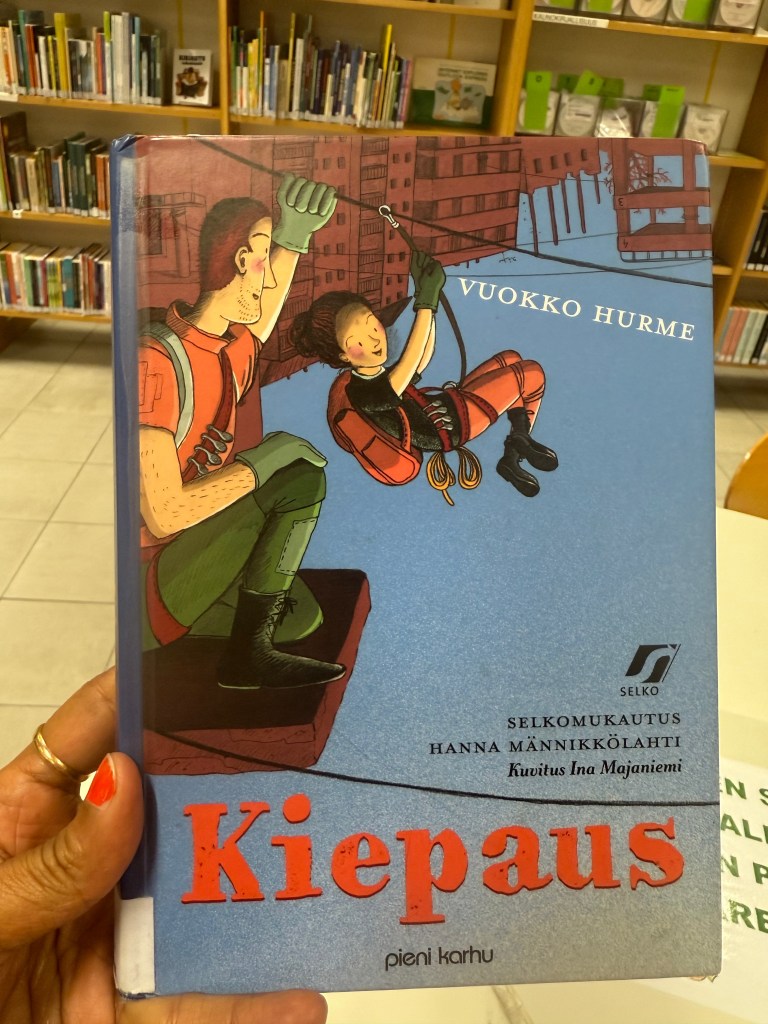 VUOKKO HURME
SELKO
SELKOMUKAUTUS
HANNA MÄNNIKKÖLAHTI
Kuvitus Ina Majaniemi
Kiepaus
pieni karhu